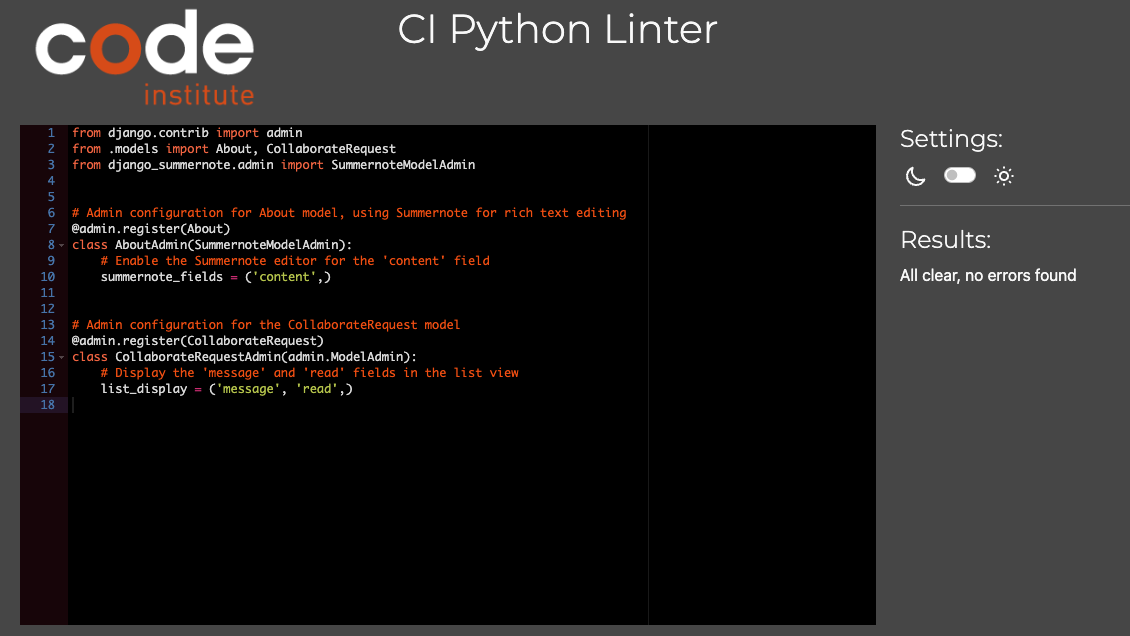 code
institute
CI Python Linter
1 from django.contrib import admin
2 from .models import About, CollaborateRequest
3 from django_summernote.admin import SummernoteModelAdmin
4
5
6 # Admin configuration for About model, using Summernote for rich text editing
7 @admin.register(About)
8 class AboutAdmin(SummernoteModelAdmin):
9     # Enable the Summernote editor for the 'content' field
10     summernote_fields = ('content',)
11
12
13 # Admin configuration for the CollaborateRequest model
14 @admin.register(CollaborateRequest)
15 class CollaborateRequestAdmin(admin.ModelAdmin):
16     # Display the 'message' and 'read' fields in the list view
17     list_display = ('message', 'read',)
18
Settings:
Results:
All clear, no errors found